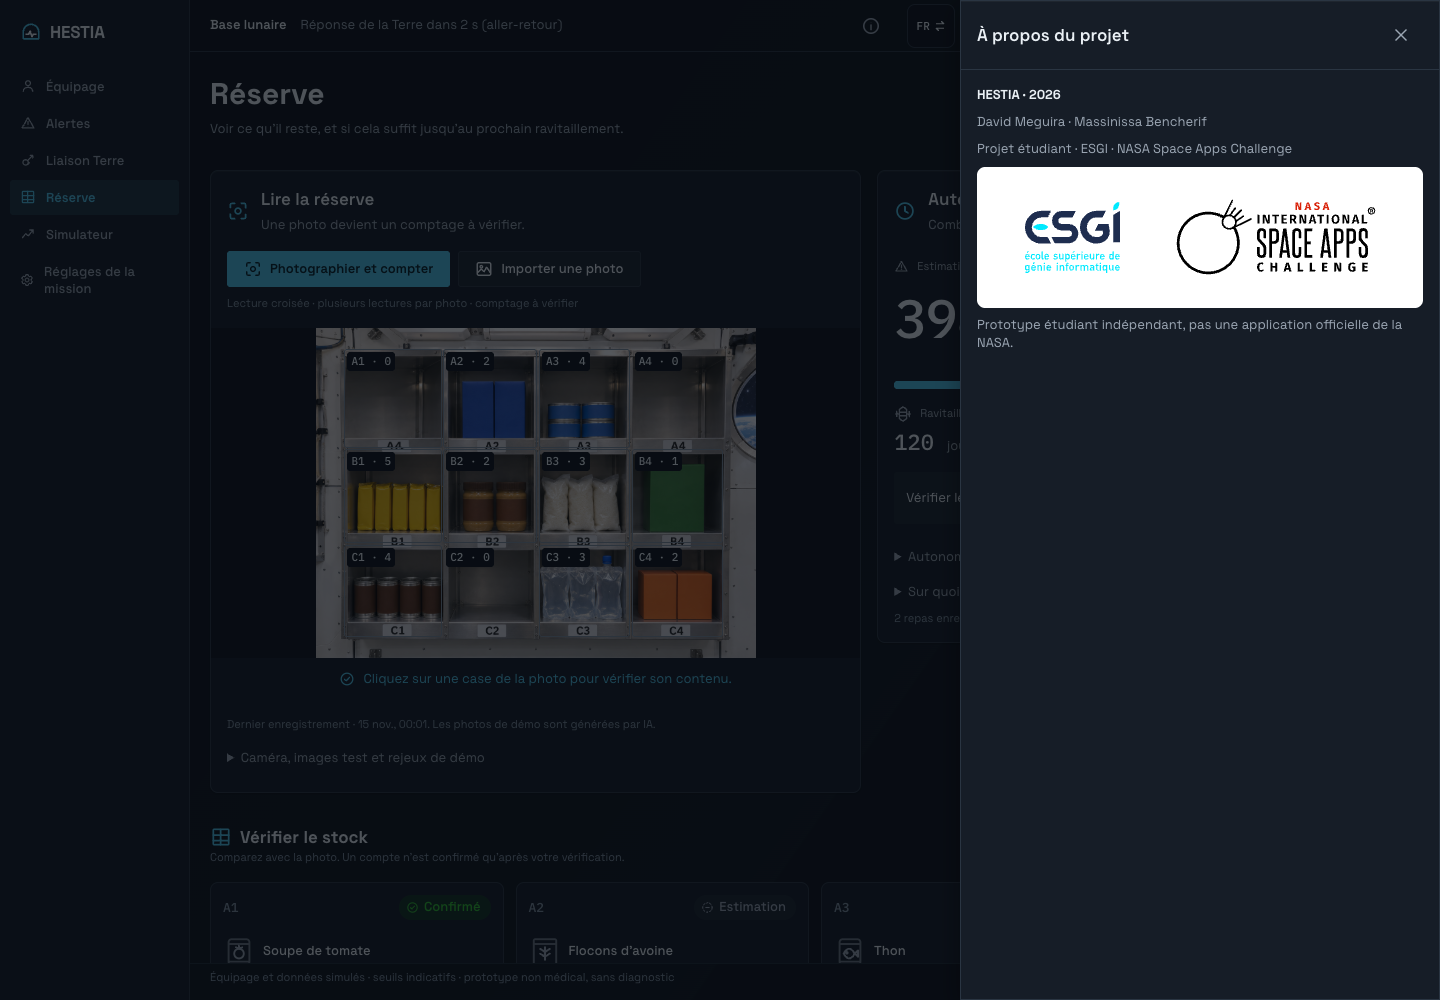 HESTIA
Équipage
Alertes
Liaison Terre
Réserve
Simulateur
Réglages de la
mission
Base lunaire Réponse de la Terre dans 2 s (aller-retour)
FR
Réserve
Voir ce qu'il reste, et si cela suffit jusqu'au prochain ravitaillement.
Lire la réserve
Une photo devient un comptage à vérifier.
Photographier et compter
Importer une photo
Lecture croisée · plusieurs lectures par photo · comptage à vérifier
A1 · 0
A2 · 2
A3 · 4
A4 · 0
A4
A2
A3
A4
B1 · 5
B2 · 2
B3 · 3
B4 · 1
B1
B2
B3
B4
C1 · 4
C2 · 0
C3 · 3
C4 · 2
C1
C2
C3
C4
Cliquez sur une case de la photo pour vérifier son contenu.
Dernier enregistrement · 15 nov., 00:01. Les photos de démo sont générées par IA.
Caméra, images test et rejeux de démo
120
Vérifier le stock
Comparez avec la photo. Un compte n'est confirmé qu'après votre vérification.
A1
Confirmé
Soupe de tomate
A2
Estimation
Flocons d'avoine
A3
Thon
Équipage et données simulés · seuils indicatifs · prototype non médical, sans diagnostic
À propos du projet
HESTIA · 2026
David Meguira · Massinissa Bencherif
Projet étudiant · ESGI · NASA Space Apps Challenge
ESGI
école supérieure de
génie informatique
NASA
INTERNATIONAL
SPACE APPS®
CHALLENGE
Prototype étudiant indépendant, pas une application officielle de la
NASA.